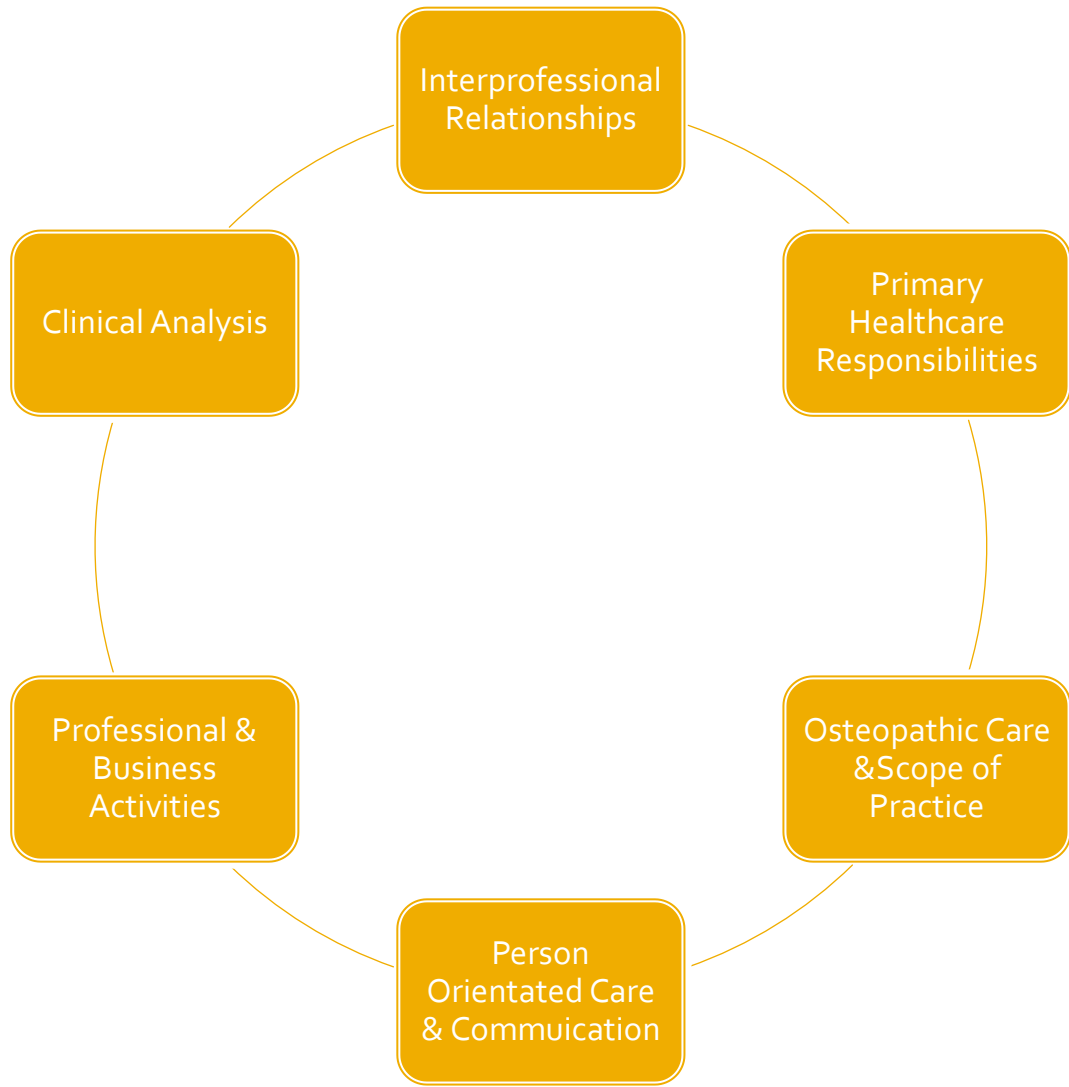 Interprofessional
Relationships
Primary
Healthcare
Responsibilities
Osteopathic Care
&Scope of
Practice
Person
Orientated Care
& Commuication
Professional &
Business
Activities
Clinical Analysis